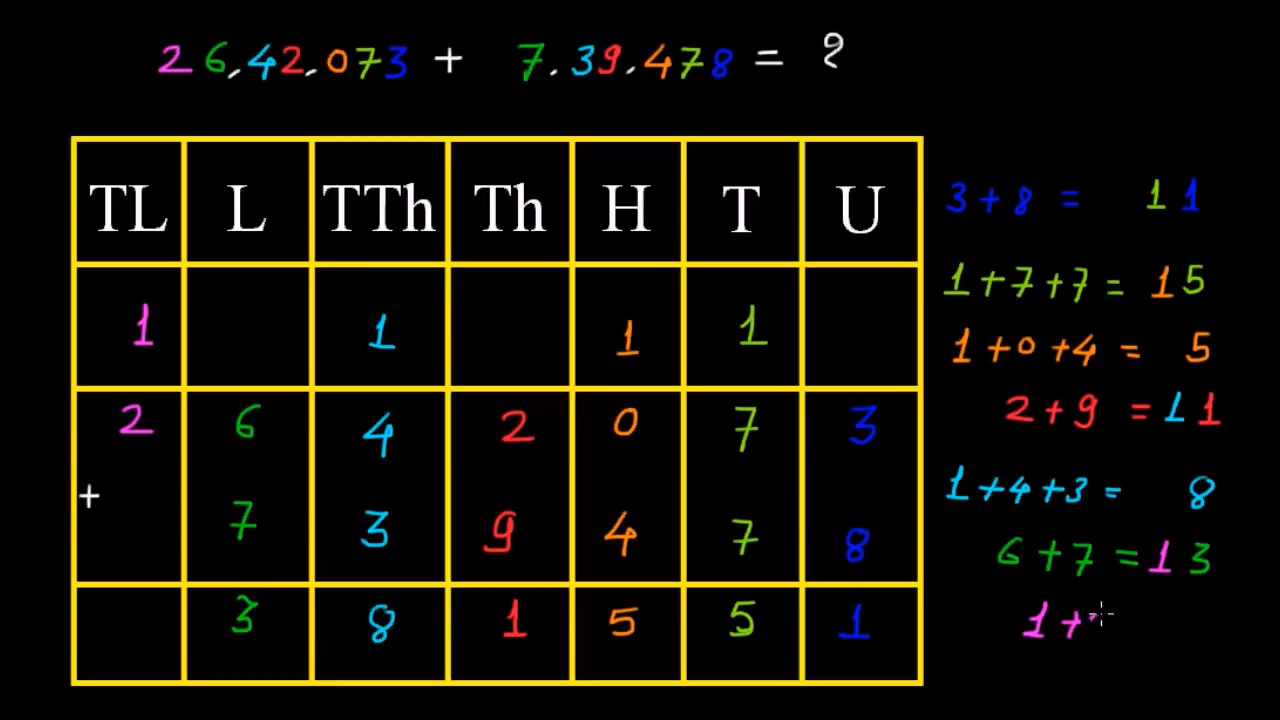 26,42,073 + 7,39,478 = ?
TL L TTh Th H T U
1 1 1 1
2 6 4 2 0 7 3
+ 7 3 9 4 7 8
3 8 1 5 5 1
3 + 8 = 11
1 + 7 + 7 = 15
1 + 0 + 4 = 5
2 + 9 = 11
1 + 4 + 3 = 8
6 + 7 = 13
1 +